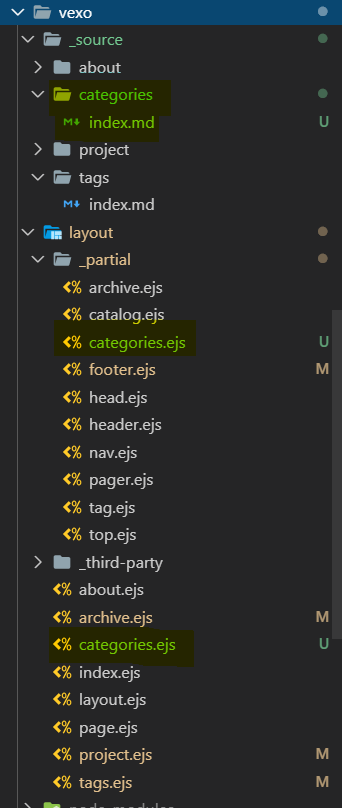 vexo
_source
about
categories
index.md U
project
tags
index.md
layout
_partial
archive.ejs
catalog.ejs
categories.ejs U
footer.ejs M
head.ejs
header.ejs
nav.ejs
pager.ejs
tag.ejs
top.ejs
_third-party
about.ejs
archive.ejs M
categories.ejs U
index.ejs
layout.ejs
page.ejs
project.ejs M
tags.ejs M